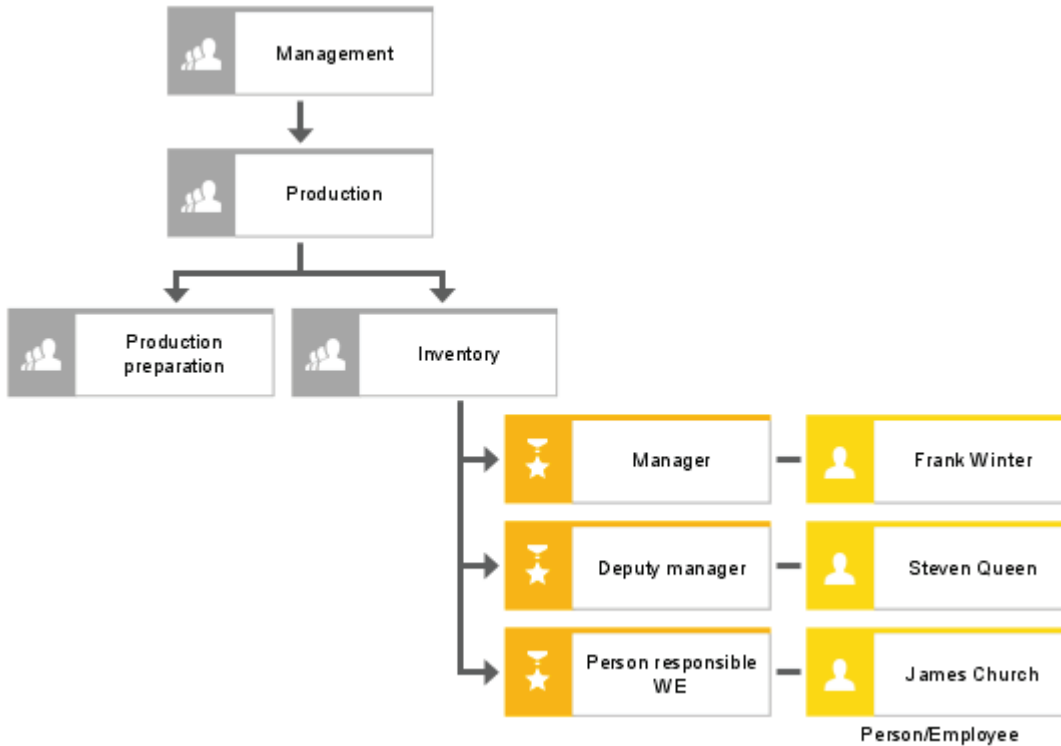 Management
Production
Production
preparation
Inventory
Manager
Frank Winter
Deputy manager
Steven Queen
Person responsible
WE
James Church
Person/Employee